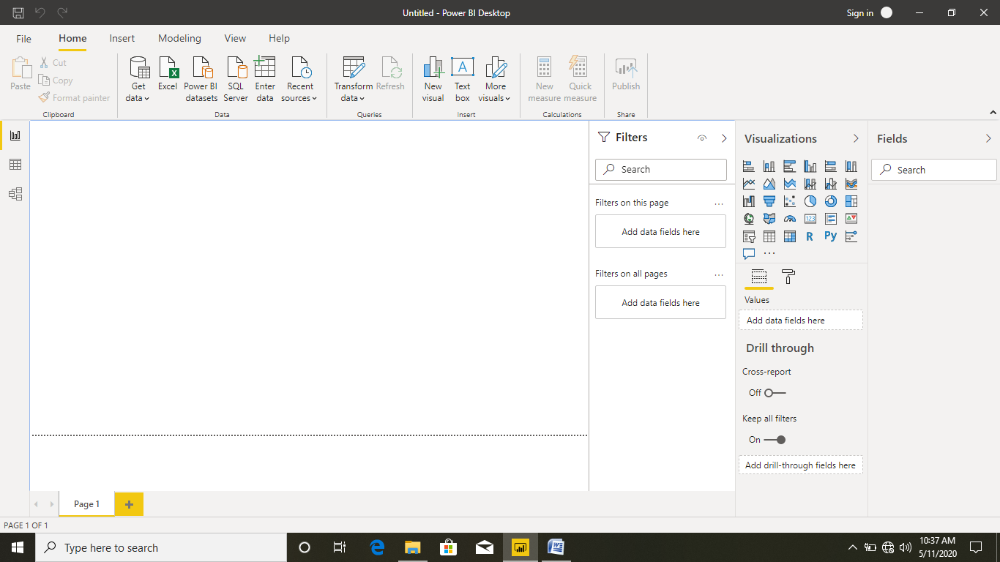 Untitled - Power BI Desktop
Sign in
File Home Insert Modeling View Help
Paste
Cut
Copy
Format painter
Clipboard
Get data
Excel
Power BI datasets
SQL Server
Enter data
Recent sources
Data
Transform data
Refresh
Queries
New visual
Text box
More visuals
Insert
New measure
Quick measure
Calculations
Publish
Share
Filters
Search
Filters on this page ...
Add data fields here
Filters on all pages ...
Add data fields here
Visualizations
123
R
Py
...
Values
Add data fields here
Drill through
Cross-report
Off
Keep all filters
On
Add drill-through fields here
Fields
Search
Page 1
PAGE 1 OF 1
Type here to search
10:37 AM
5/11/2020